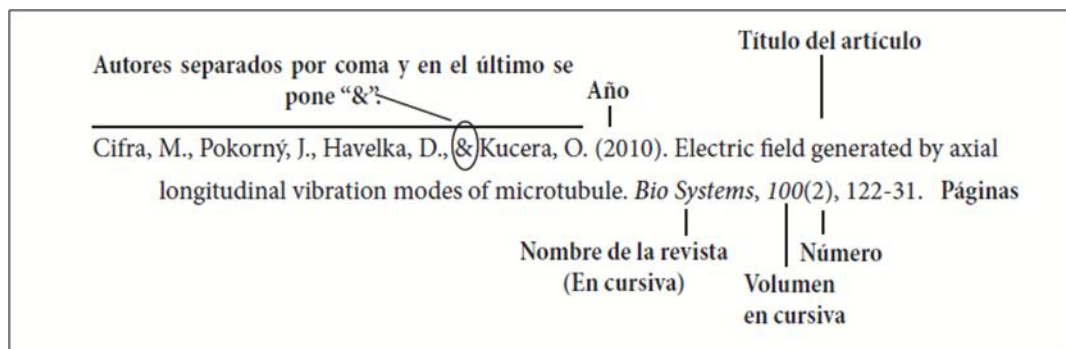 Título del artículo
Autores separados por coma y en el último se
pone “&”.
Año
Cifra, M., Pokorný, J., Havelka, D., & Kucera, O. (2010). Electric field generated by axial
longitudinal vibration modes of microtubule. Bio Systems, 100(2), 122-31. Páginas
Nombre de la revista
(En cursiva)
Número
Volumen
en cursiva